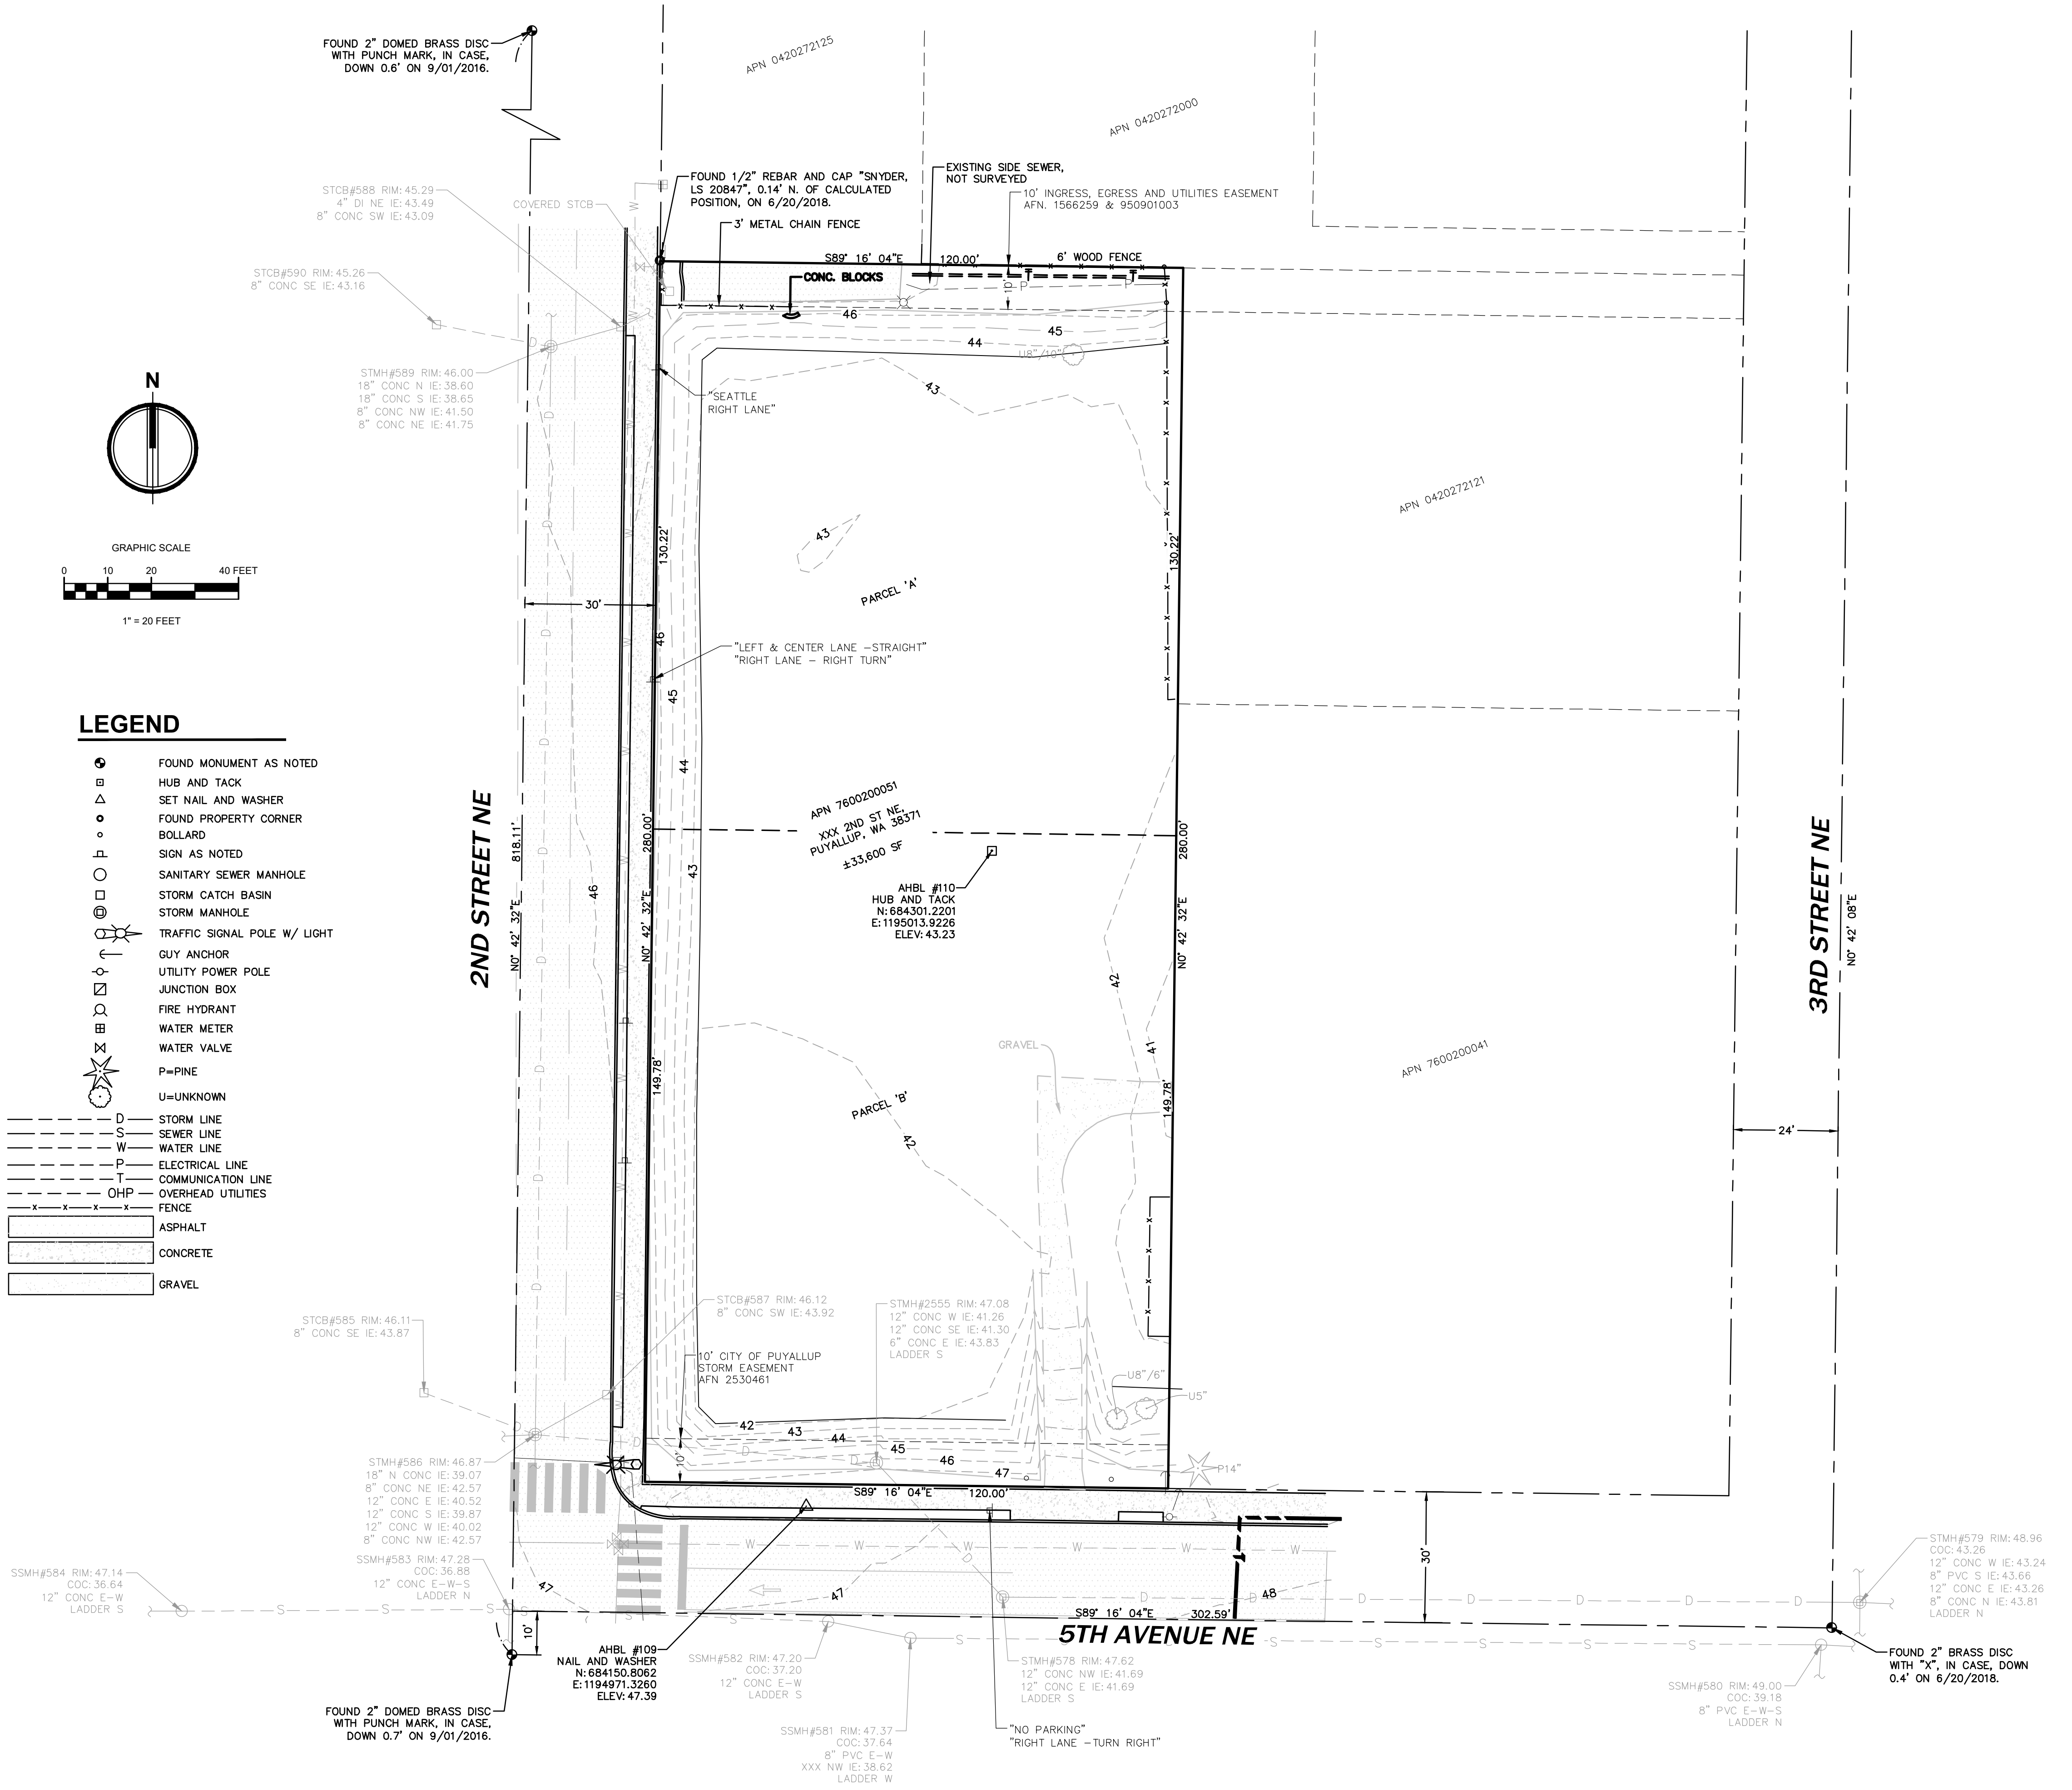 FOUND 2" DOMED BRASS DISC
WITH PUNCH MARK, IN CASE,
DOWN 0.6' ON 9/01/2016.
APN 0420272125
APN 0420272000
STCB#588 RIM: 45.29
4" DI NE IE: 43.49
8" CONC SW IE: 43.09
COVERED STCB
W
FOUND 1/2" REBAR AND CAP "SNYDER,
LS 20847", 0.14' N. OF CALCULATED
POSITION, ON 6/20/2018.
3' METAL CHAIN FENCE
EXISTING SIDE SEWER,
NOT SURVEYED
10' INGRESS, EGRESS AND UTILITIES EASEMENT
AFN. 1566259 & 950901003
S89° 16' 04"E 120.00'
6' WOOD FENCE
CONC. BLOCKS
T T
P P
10'
STCB#590 RIM: 45.26
8" CONC SE IE: 43.16
46
45
44
U8"/10"
43
STMH#589 RIM: 46.00
18" CONC N IE: 38.60
18" CONC S IE: 38.65
8" CONC NW IE: 41.50
8" CONC NE IE: 41.75
"SEATTLE
RIGHT LANE"
N
GRAPHIC SCALE
0 10 20 40 FEET
1" = 20 FEET
APN 0420272121
43
130.22'
130.22'
PARCEL 'A'
30'
46
"LEFT & CENTER LANE -STRAIGHT"
"RIGHT LANE - RIGHT TURN"
45
44
43
LEGEND
FOUND MONUMENT AS NOTED
HUB AND TACK
SET NAIL AND WASHER
FOUND PROPERTY CORNER
BOLLARD
SIGN AS NOTED
SANITARY SEWER MANHOLE
STORM CATCH BASIN
STORM MANHOLE
TRAFFIC SIGNAL POLE W/ LIGHT
GUY ANCHOR
UTILITY POWER POLE
JUNCTION BOX
FIRE HYDRANT
WATER METER
WATER VALVE
P=PINE
U=UNKNOWN
D STORM LINE
S SEWER LINE
W WATER LINE
P ELECTRICAL LINE
T COMMUNICATION LINE
OHP OVERHEAD UTILITIES
x x x x FENCE
ASPHALT
CONCRETE
GRAVEL
2ND STREET NE
N0° 42' 32"E 818.11'
46
N0° 42' 32"E 280.00'
APN 7600200051
XXX 2ND ST NE,
PUYALLUP, WA 38371
±33,600 SF
AHBL #110
HUB AND TACK
N: 684301.2201
E: 1195013.9226
ELEV: 43.23
N0° 42' 32"E 280.00'
3RD STREET NE
N0° 42' 08"E
42
41
GRAVEL
149.78'
149.78'
PARCEL 'B'
42
APN 7600200041
24'
STCB#587 RIM: 46.12
8" CONC SW IE: 43.92
STMH#2555 RIM: 47.08
12" CONC W IE: 41.26
12" CONC SE IE: 41.30
6" CONC E IE: 43.83
LADDER S
STCB#585 RIM: 46.11
8" CONC SE IE: 43.87
10' CITY OF PUYALLUP
STORM EASEMENT
AFN 2530461
U8"/6"
U5"
42
43
44
45
46
47
10'
P14"
STMH#586 RIM: 46.87
18" N CONC IE: 39.07
8" CONC NE IE: 42.57
12" CONC E IE: 40.52
12" CONC S IE: 39.87
12" CONC W IE: 40.02
8" CONC NW IE: 42.57
S89° 16' 04"E 120.00'
W W W W W W
30'
SSMH#584 RIM: 47.14
COC: 36.64
12" CONC E-W
LADDER S
SSMH#583 RIM: 47.28
COC: 36.88
12" CONC E-W-S
LADDER N
47
47
48
D D D D D D
S89° 16' 04"E 302.59'
5TH AVENUE NE
STMH#579 RIM: 48.96
COC: 43.26
12" CONC W IE: 43.24
8" PVC S IE: 43.66
12" CONC E IE: 43.26
8" CONC N IE: 43.81
LADDER N
10'
AHBL #109
NAIL AND WASHER
N: 684150.8062
E: 1194971.3260
ELEV: 47.39
SSMH#582 RIM: 47.20
COC: 37.20
12" CONC E-W
LADDER S
STMH#578 RIM: 47.62
12" CONC NW IE: 41.69
12" CONC E IE: 41.69
LADDER S
FOUND 2" BRASS DISC
WITH "X", IN CASE, DOWN
0.4' ON 6/20/2018.
SSMH#580 RIM: 49.00
COC: 39.18
8" PVC E-W-S
LADDER N
FOUND 2" DOMED BRASS DISC
WITH PUNCH MARK, IN CASE,
DOWN 0.7' ON 9/01/2016.
SSMH#581 RIM: 47.37
COC: 37.64
8" PVC E-W
XXX NW IE: 38.62
LADDER W
"NO PARKING"
"RIGHT LANE -TURN RIGHT"